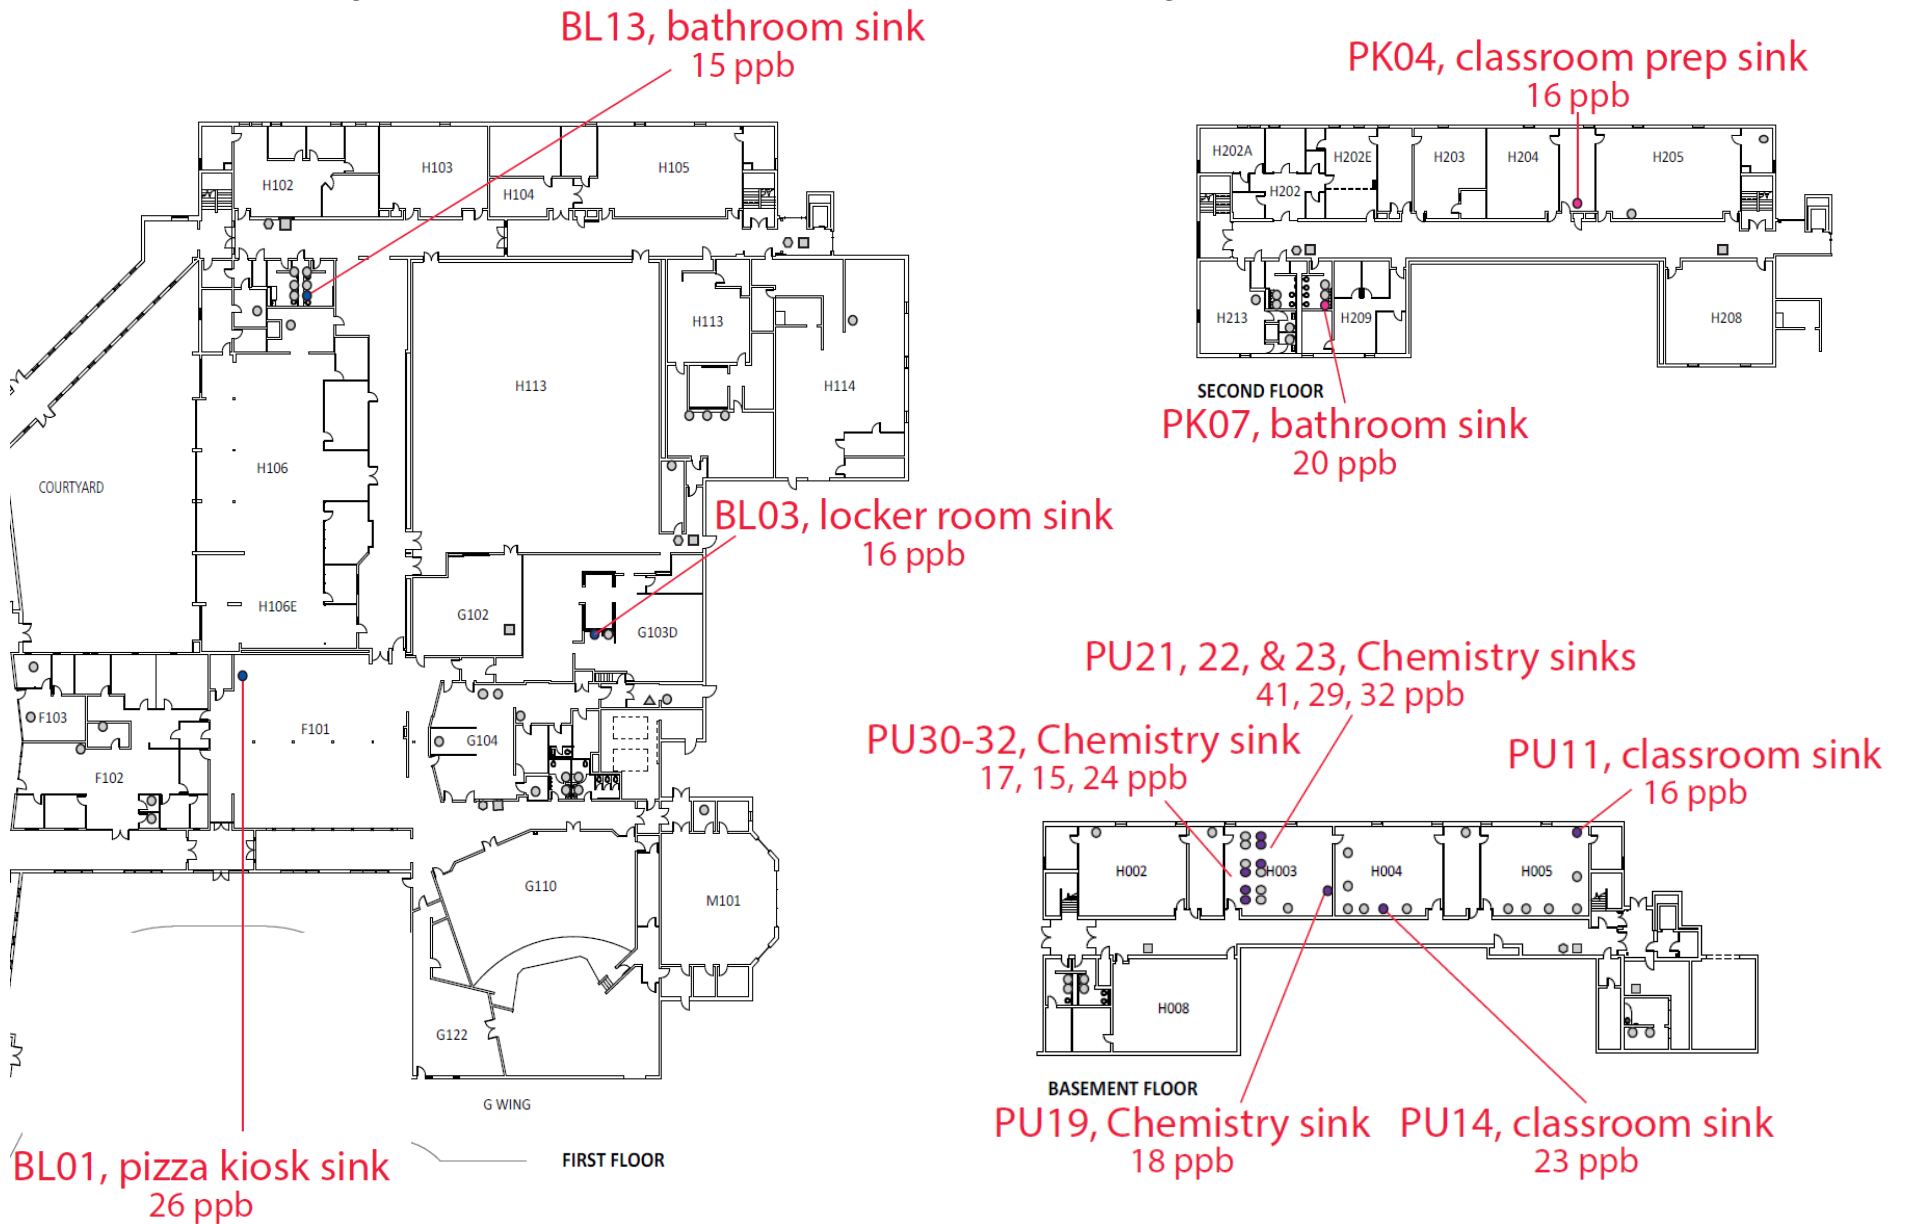 BL13, bathroom sink
15 ppb
PK04, classroom prep sink
16 ppb
H102
H103
H104
H105
H113
H113
H114
H106
COURTYARD
H106E
BL03, locker room sink
16 ppb
G102
G103D
F103
F101
F102
G104
G110
M101
G122
G WING
FIRST FLOOR
BL01, pizza kiosk sink
26 ppb
H202A
H202
H202E
H203
H204
H205
H213
H209
H208
SECOND FLOOR
PK07, bathroom sink
20 ppb
PU21, 22, & 23, Chemistry sinks
41, 29, 32 ppb
PU30-32, Chemistry sink
17, 15, 24 ppb
PU11, classroom sink
16 ppb
H002
H003
H004
H005
H008
BASEMENT FLOOR
PU19, Chemistry sink
18 ppb
PU14, classroom sink
23 ppb